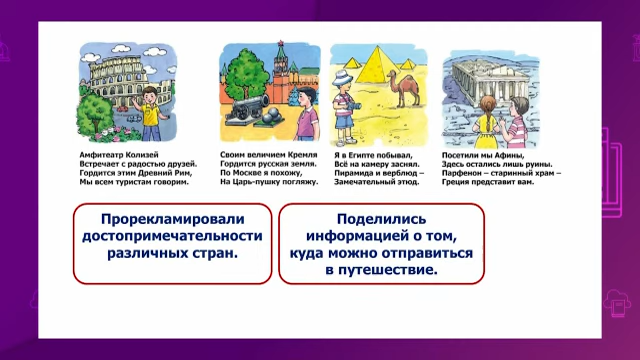 Амфитеатр Колизей
Встречает с радостью друзей.
Гордится этим Древний Рим,
Мы всем туристам говорим.
Своим величием Кремля
Гордится русская земля.
По Москве я похожу,
На Царь-пушку погляжу.
Я в Египте побывал,
Всё на камеру заснял.
Пирамида и верблюд –
Замечательный этюд.
Посетили мы Афины,
Здесь остались лишь руины.
Парфенон – старинный храм –
Греция представит вам.
Прорекламировали
достопримечательности
различных стран.
Поделились
информацией о том,
куда можно отправиться
в путешествие.